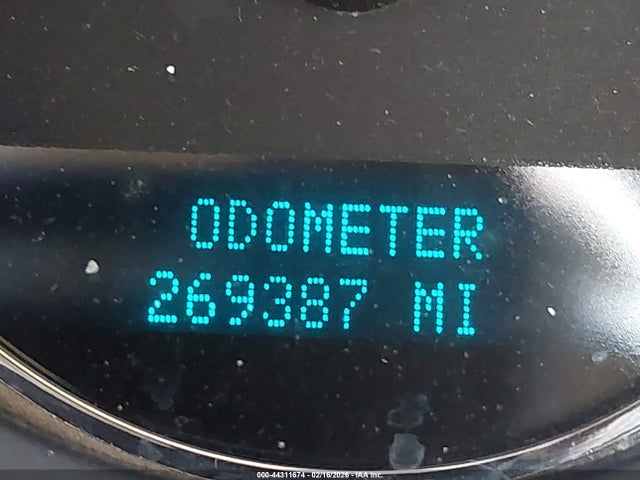 ODOMETER
269387 MI
000-44311674 - 02/16/2026 - IAA Inc.